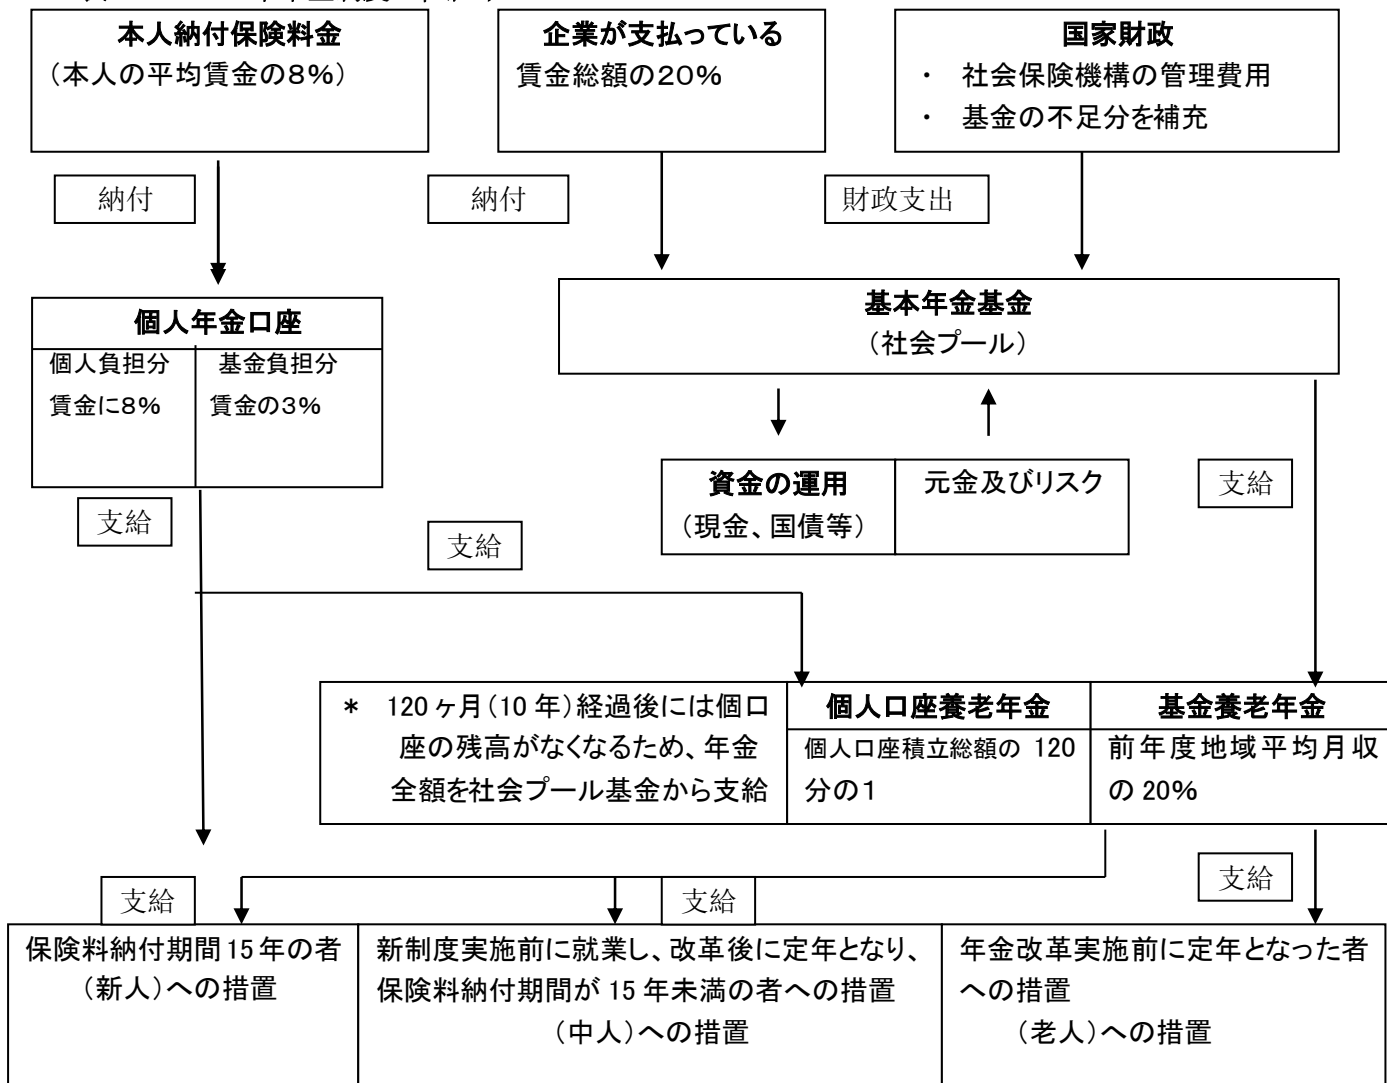 本人納付保険料金
（本人の平均賃金の8%）
企業が支払っている
賃金総額の20%
国家財政
・ 社会保険機構の管理費用
・ 基金の不足分を補充
納付
納付
財政支出
個人年金口座
個人負担分
賃金に8%
基金負担分
賃金の3%
基本年金基金
（社会プール）
資金の運用
（現金、国債等）
元金及びリスク
支給
支給
支給
* 120ヶ月（10年）経過後には個口
座の残高がなくなるため、年金
全額を社会プール基金から支給
個人口座養老年金
個人口座積立総額の 120
分の1
基金養老年金
前年度地域平均月収
の 20%
支給
支給
支給
保険料納付期間 15 年の者
（新人）への措置
新制度実施前に就業し、改革後に定年となり、
保険料納付期間が 15 年未満の者への措置
（中人）への措置
年金改革実施前に定年となった者
への措置
（老人）への措置